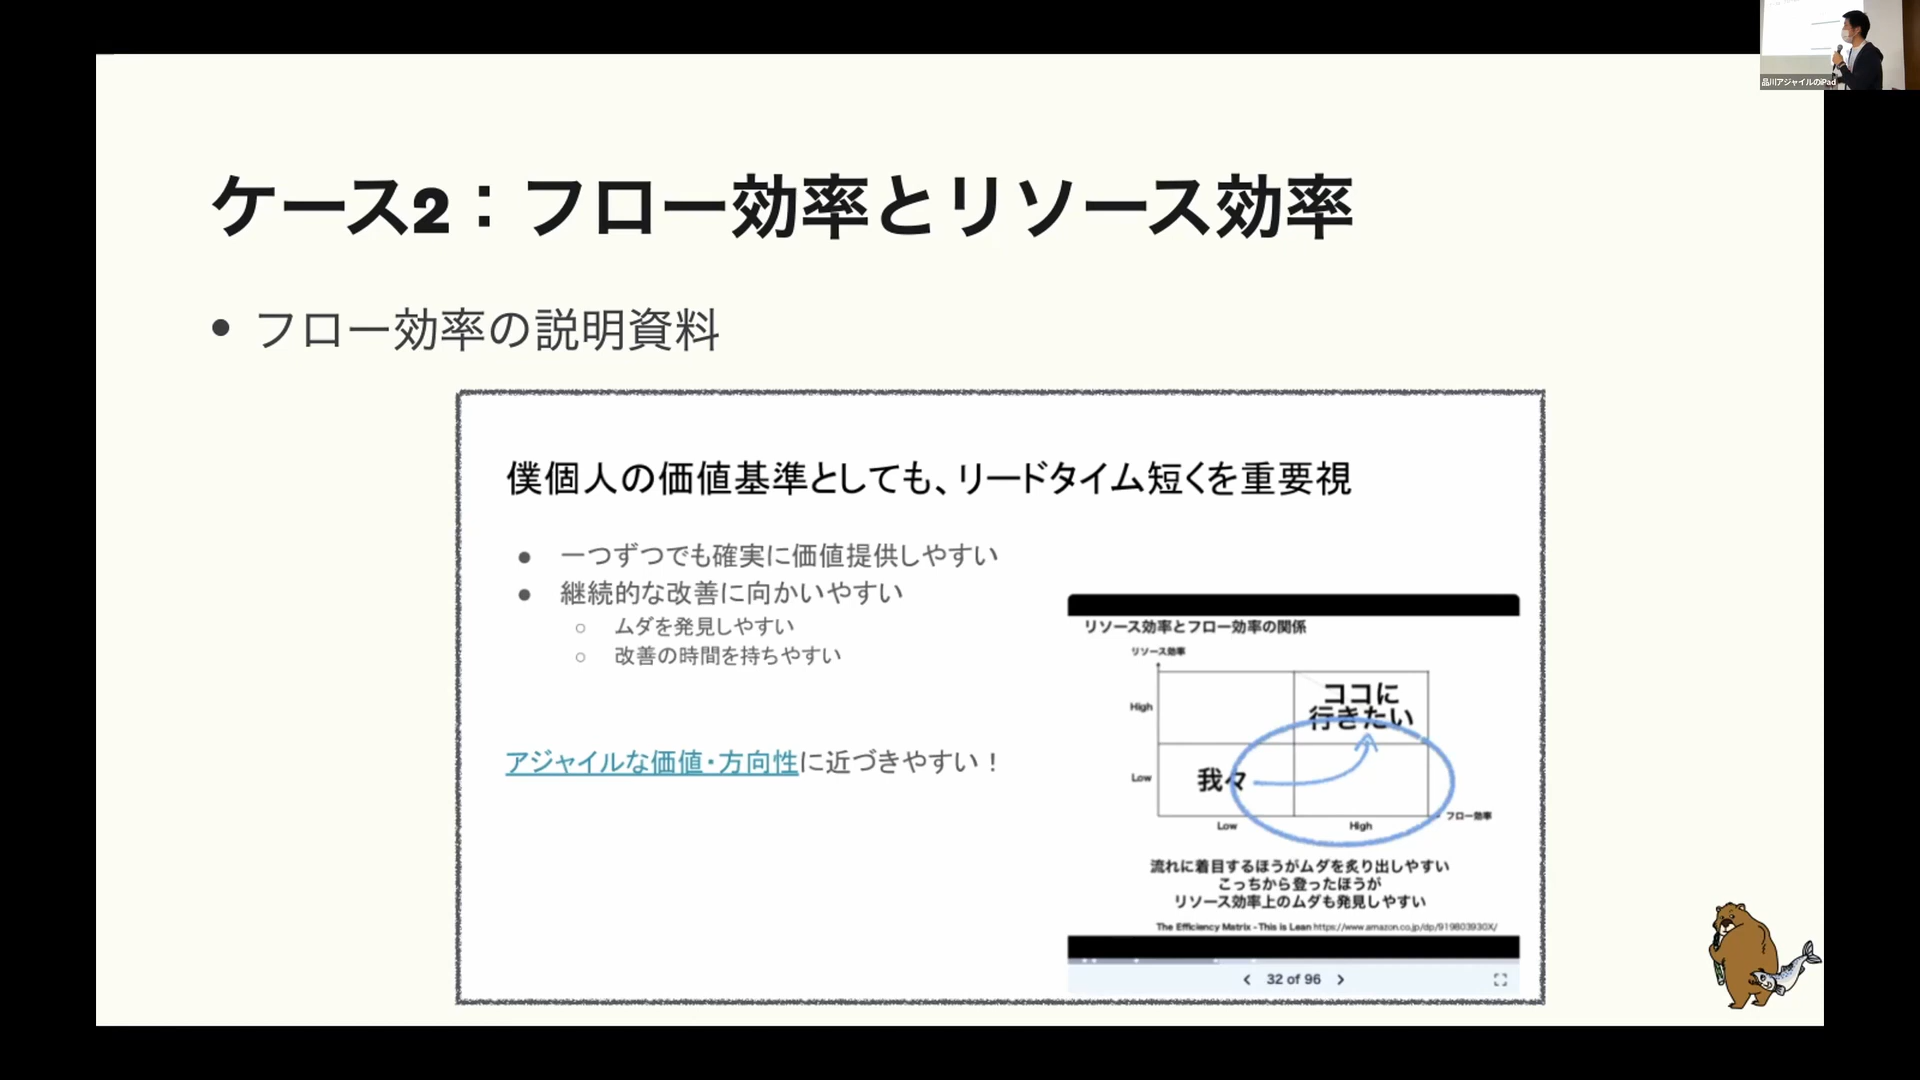 品川アジャイルのiPad
ケース2：フロー効率とリソース効率
• フロー効率の説明資料
僕個人の価値基準としても、リードタイム短くを重要視
● 一つずつでも確実に価値提供しやすい
● 継続的な改善に向かいやすい
○ ムダを発見しやすい
○ 改善の時間を持ちやすい
アジャイルな価値・方向性に近づきやすい！
リソース効率とフロー効率の関係
リソース効率
High
ココに
行きたい
Low
我々
Low
High
フロー効率
流れに着目するほうがムダを炙り出しやすい
こっちから登ったほうが
リソース効率上のムダも発見しやすい
The Efficiency Matrix - This is Lean https://www.amazon.co.jp/dp/919803930X/
32 of 96